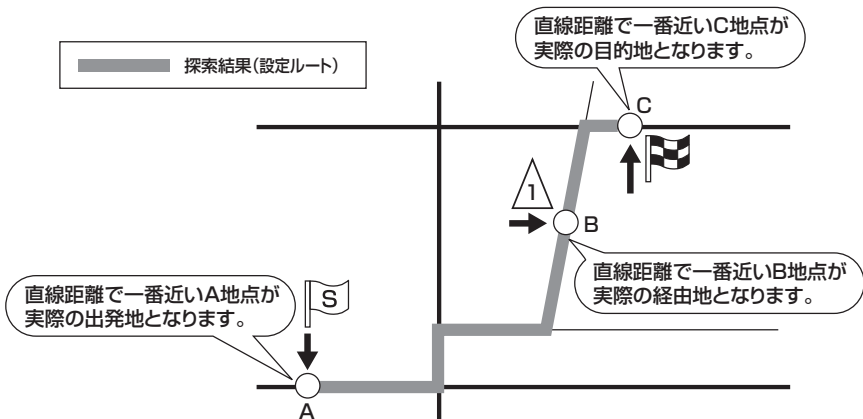 直線距離で一番近いC地点が
実際の目的地となります。
探索結果(設定ルート)
C
1
B
直線距離で一番近いB地点が
実際の経由地となります。
直線距離で一番近いA地点が
実際の出発地となります。
S
A